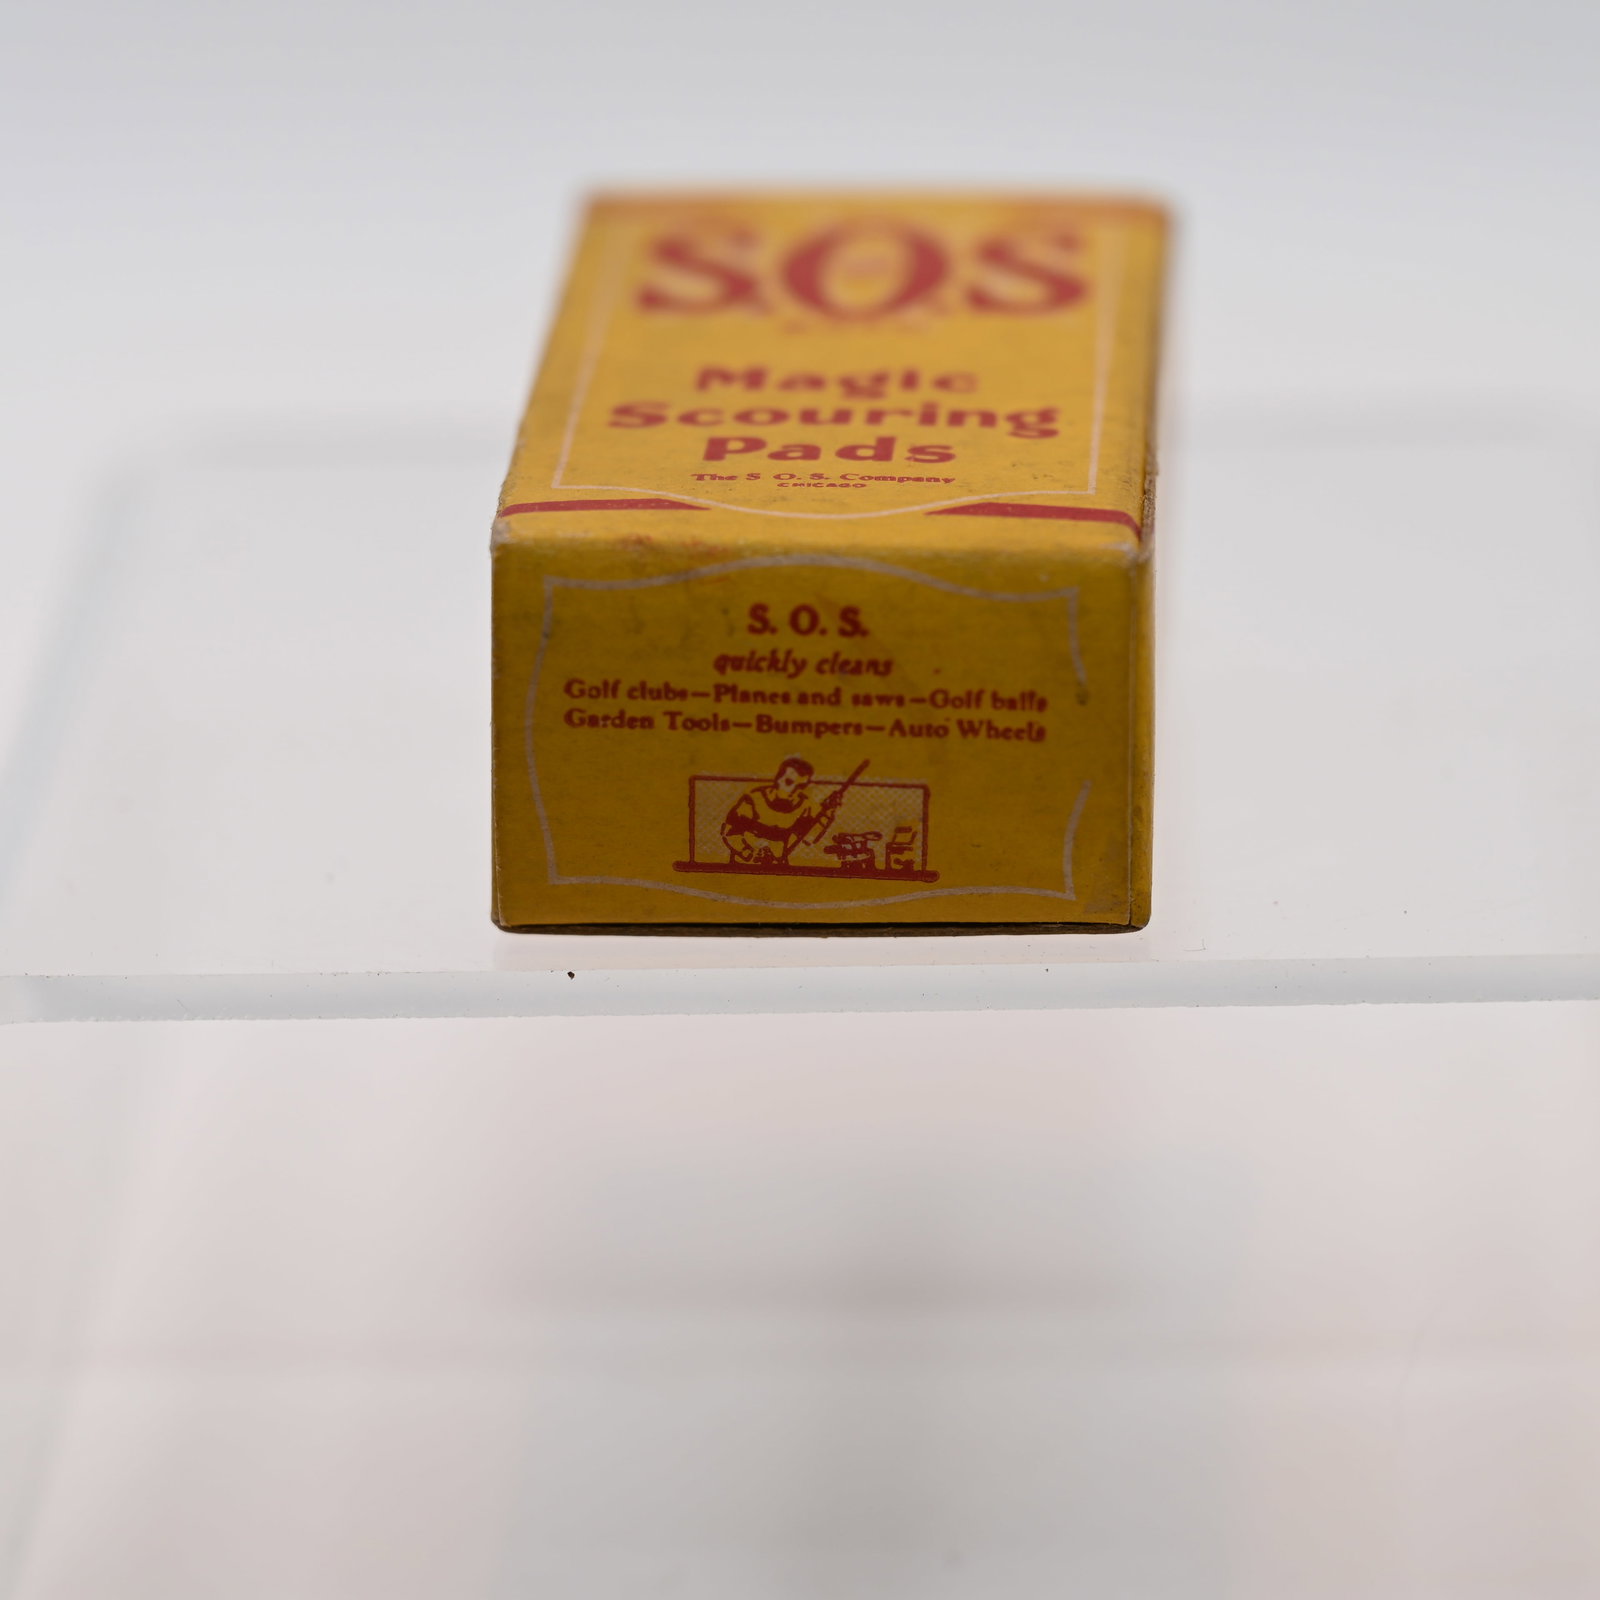 S.O.S
Magic
Scouring
Pads
The S. O. S. Company
CHICAGO
S. O. S.
quickly cleans
Golf clubs—Planes and saws—Golf balls
Garden Tools—Bumpers—Auto Wheels